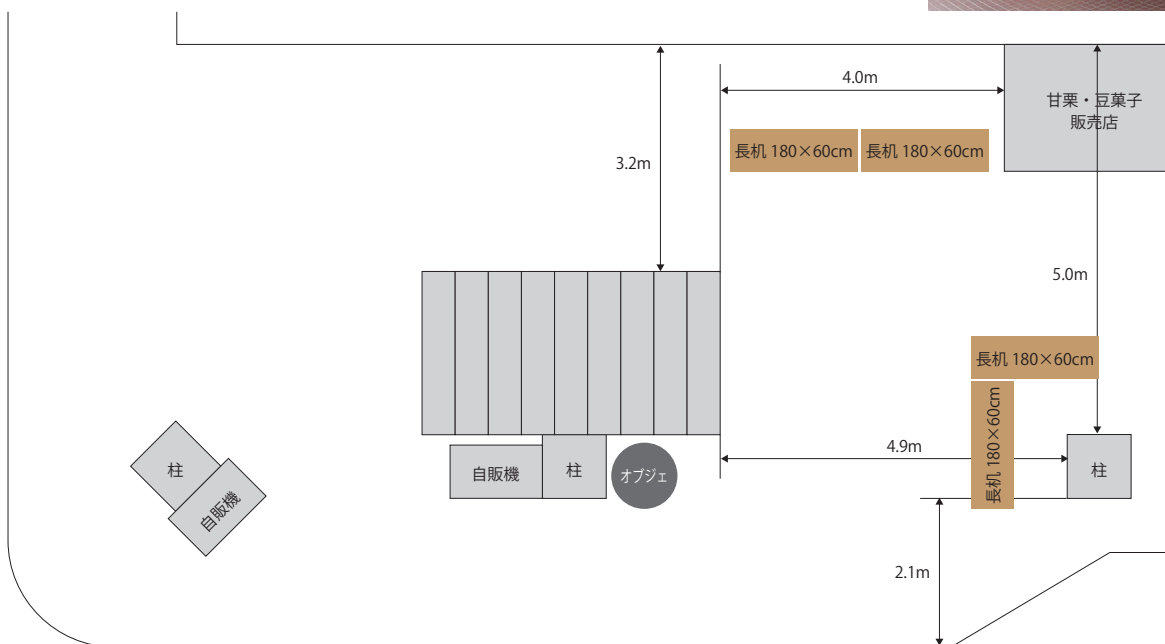 4.0m
甘栗・豆菓子
販売店
長机 180×60cm
長机 180×60cm
3.2m
5.0m
長机 180×60cm
長机 180×60cm
4.9m
柱
自販機
自販機
柱
オブジェ
柱
2.1m